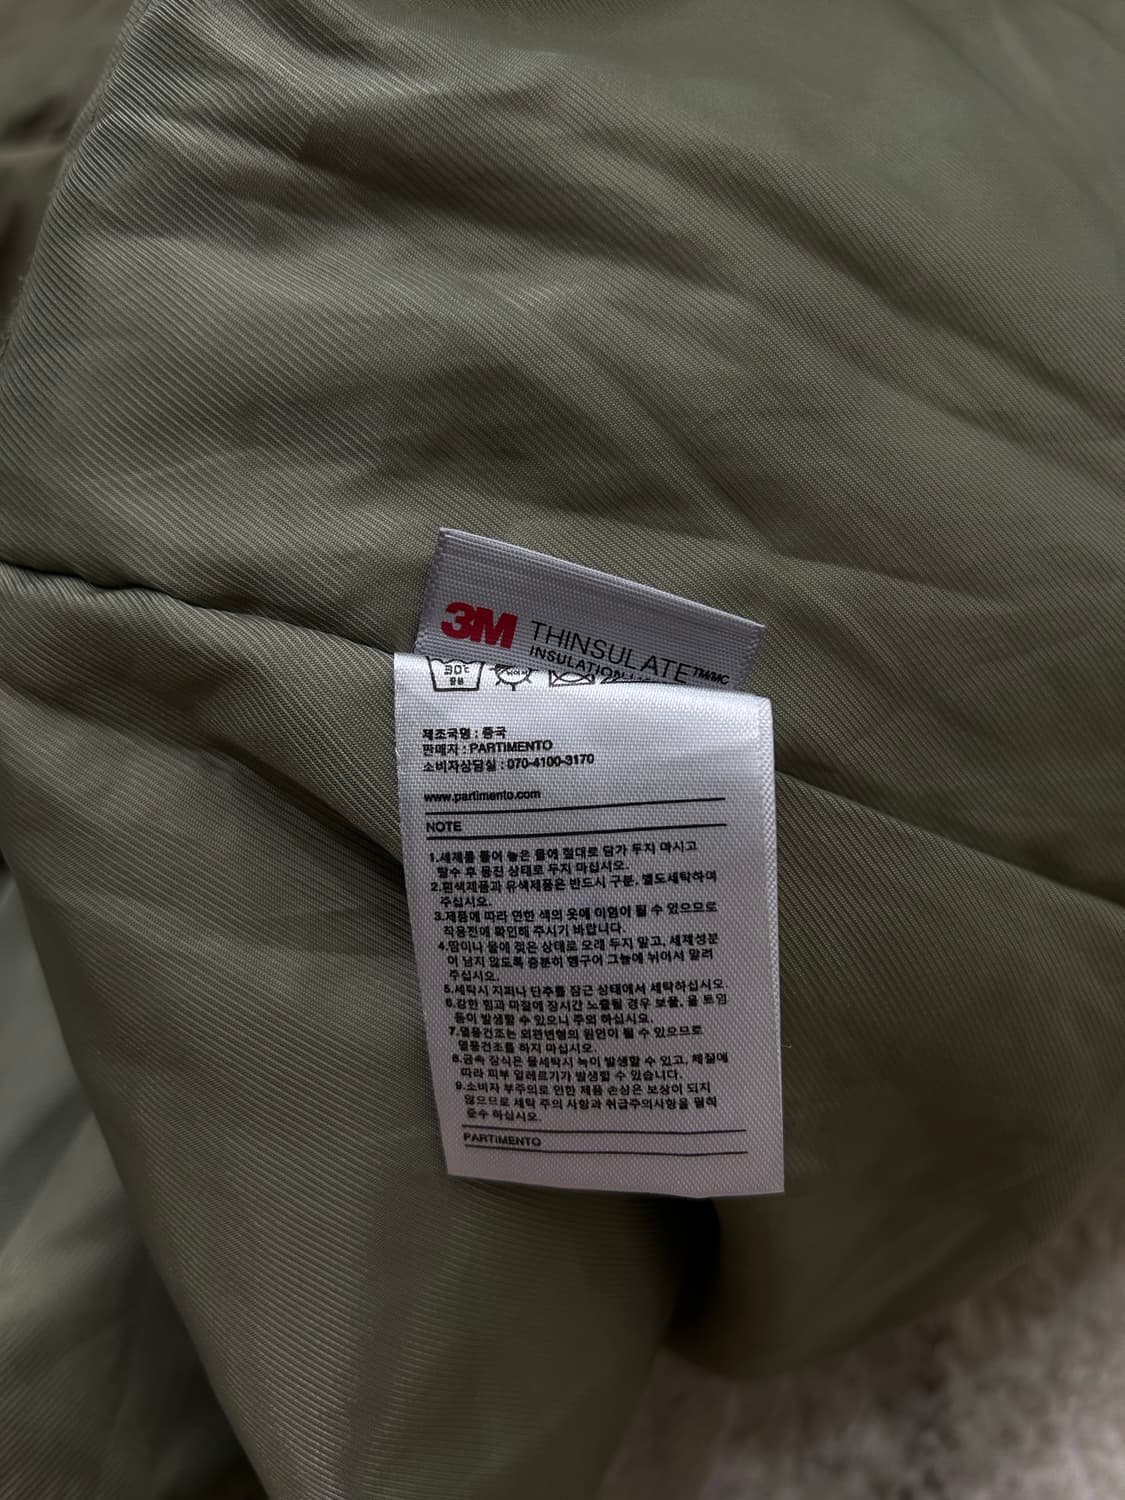 3M THINSULATE™/MC
INSULATION
30℃
중성
제조국명 : 중국
판매자 : PARTIMENTO
소비자상담실 : 070-4100-3170
www.partimento.com
NOTE
1.세제를 풀어 놓은 물에 절대로 담가 두지 마시고
탈수 후 뭉친 상태로 두지 마십시오.
2.흰색제품과 유색제품은 반드시 구분, 별도세탁하여
주십시오.
3.제품에 따라 연한 색의 옷에 이염이 될 수 있으므로
착용전에 확인해 주시기 바랍니다.
4.땀이나 물에 젖은 상태로 오래 두지 말고, 세제성분
이 남지 않도록 충분히 헹구어 그늘에 뉘어서 말려
주십시오.
5.세탁시 지퍼나 단추를 잠근 상태에서 세탁하십시오.
6.강한 힘과 마찰에 장시간 노출될 경우 보풀, 올 트임
등이 발생할 수 있으니 주의 하십시오.
7.열풍건조는 외관변형의 원인이 될 수 있으므로
열풍건조를 하지 마십시오.
8.금속 장식은 물세탁시 녹이 발생할 수 있고, 체질에
따라 피부 알레르기가 발생할 수 있습니다.
9.소비자 부주의로 인한 제품 손상은 보상이 되지
않으므로 세탁 주의 사항과 취급주의사항을 필히
준수 하십시오.
PARTIMENTO